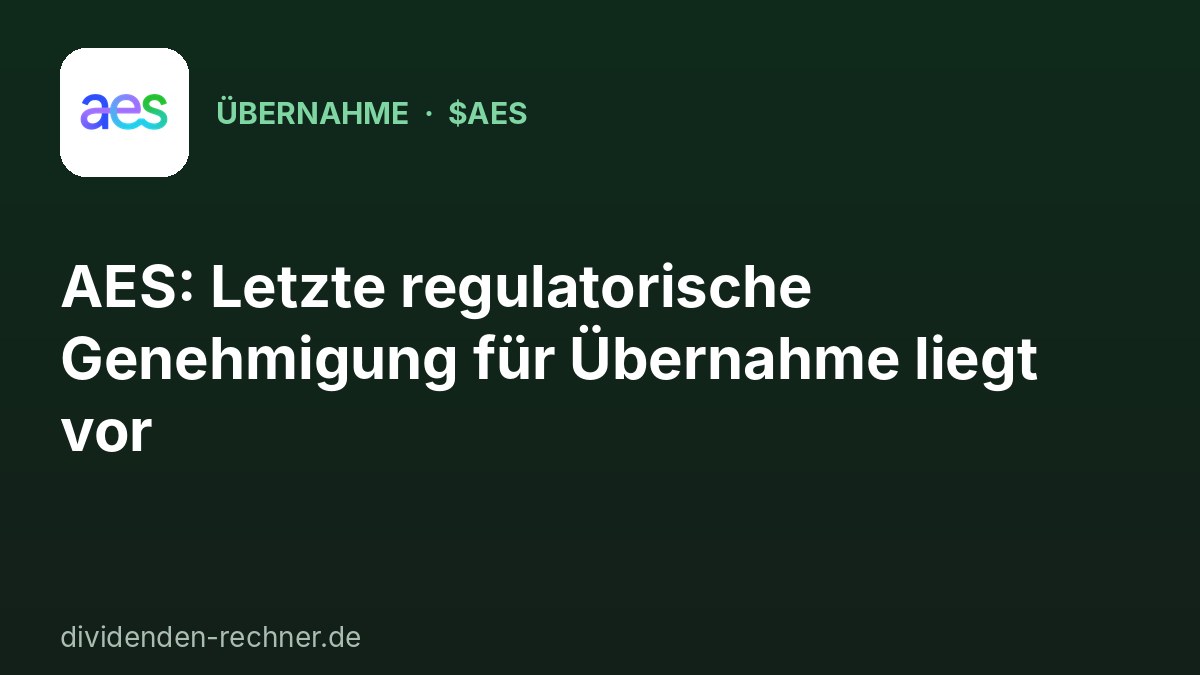 aes
ÜBERNAHME · $AES
AES: Letzte regulatorische
Genehmigung für Übernahme liegt
vor
dividenden-rechner.de